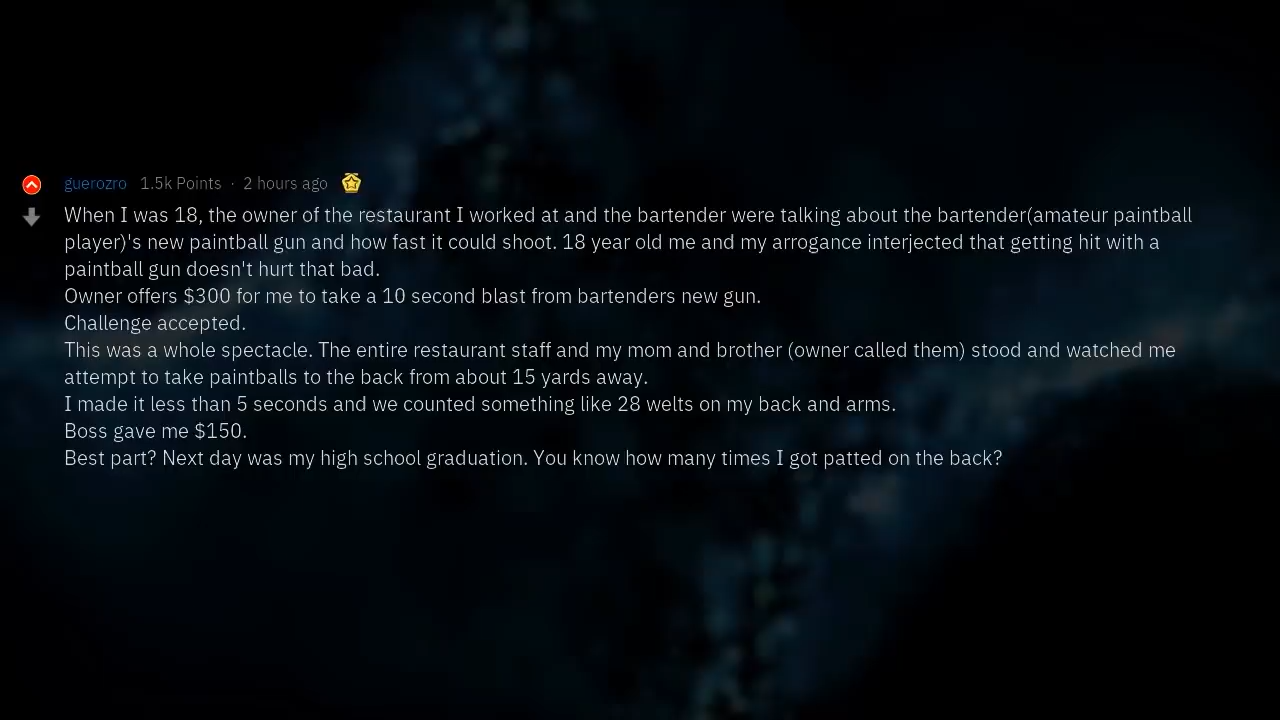 guerozro 1.5k Points · 2 hours ago
When I was 18, the owner of the restaurant I worked at and the bartender were talking about the bartender(amateur paintball
player)'s new paintball gun and how fast it could shoot. 18 year old me and my arrogance interjected that getting hit with a
paintball gun doesn't hurt that bad.
Owner offers $300 for me to take a 10 second blast from bartenders new gun.
Challenge accepted.
This was a whole spectacle. The entire restaurant staff and my mom and brother (owner called them) stood and watched me
attempt to take paintballs to the back from about 15 yards away.
I made it less than 5 seconds and we counted something like 28 welts on my back and arms.
Boss gave me $150.
Best part? Next day was my high school graduation. You know how many times I got patted on the back?